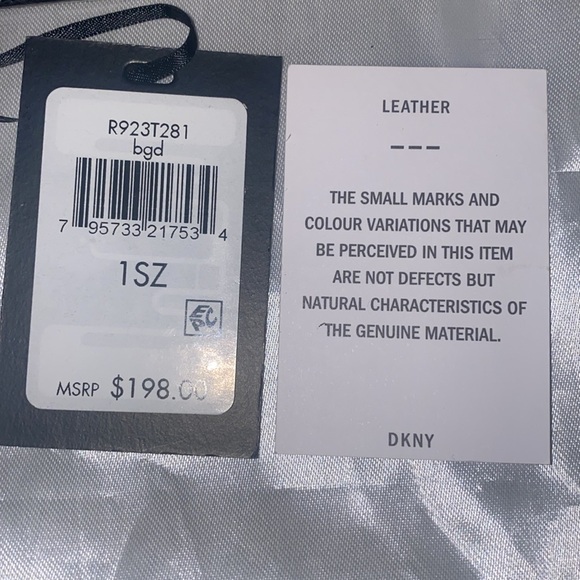 R923T281
bgd
7 95733 21753 4
1SZ
EPC
MSRP $198.00
LEATHER
---
THE SMALL MARKS AND
COLOUR VARIATIONS THAT MAY
BE PERCEIVED IN THIS ITEM
ARE NOT DEFECTS BUT
NATURAL CHARACTERISTICS OF
THE GENUINE MATERIAL.
DKNY